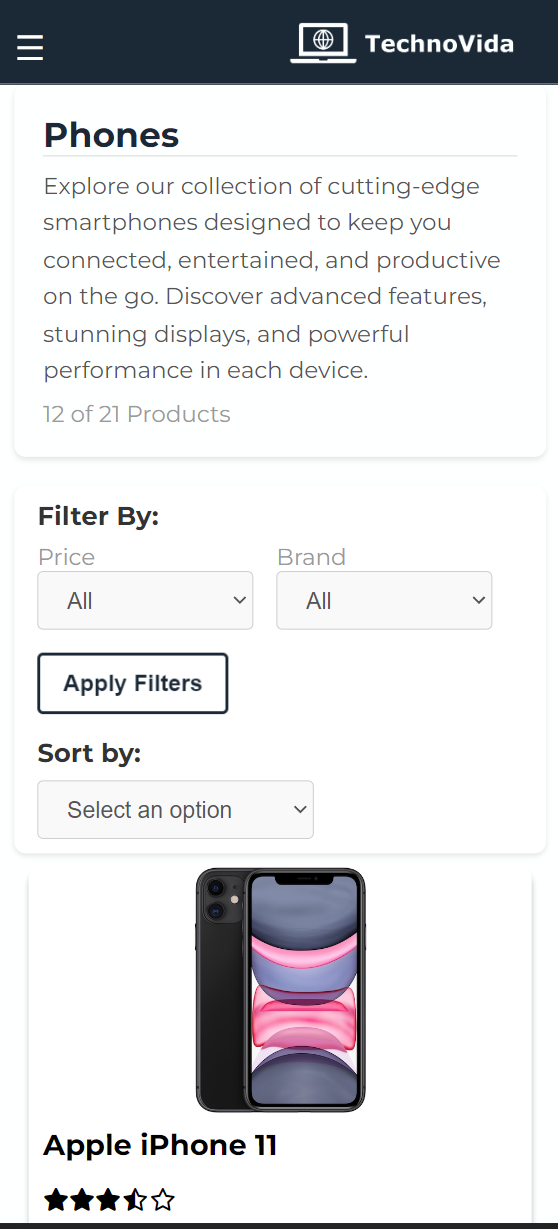 TechnoVida
Phones
Explore our collection of cutting-edge
smartphones designed to keep you
connected, entertained, and productive
on the go. Discover advanced features,
stunning displays, and powerful
performance in each device.
12 of 21 Products
Filter By:
Price Brand
All All
Apply Filters
Sort by:
Select an option
Apple iPhone 11